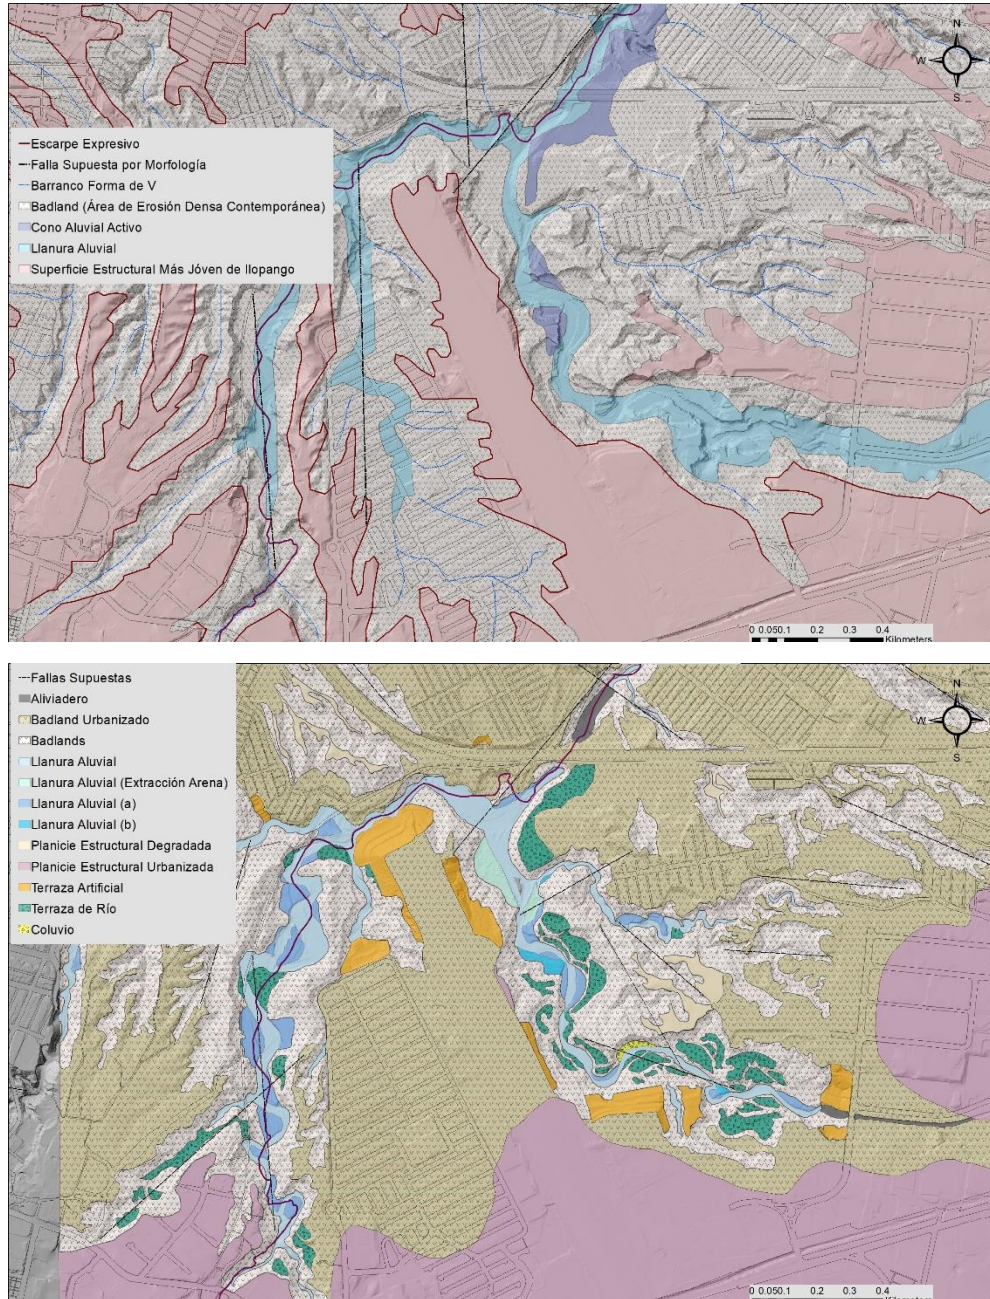 N
W
S
Escarpe Expresivo
Falla Supuesta por Morfología
Barranco Forma de V
Badland (Área de Erosión Densa Contemporánea)
Cono Aluvial Activo
Llanura Aluvial
Superficie Estructural Más Jóven de Ilopango
0 0.050.1 0.2 0.3 0.4
Kilometers
Fallas Supuestas
Aliviadero
Badland Urbanizado
Badlands
Llanura Aluvial
Llanura Aluvial (Extracción Arena)
Llanura Aluvial (a)
Llanura Aluvial (b)
Planicie Estructural Degradada
Planicie Estructural Urbanizada
Terraza Artificial
Terraza de Río
Coluvio
N
W
S
0 0.050.1 0.2 0.3 0.4
Kilometers